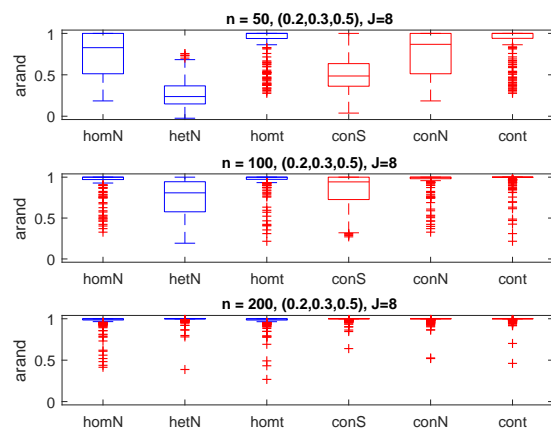 n = 50, (0.2,0.3,0.5), J=8
1
0.5
0
arand
homN hetN homt conS conN cont
n = 100, (0.2,0.3,0.5), J=8
1
0.5
0
arand
homN hetN homt conS conN cont
n = 200, (0.2,0.3,0.5), J=8
1
0.5
0
arand
homN hetN homt conS conN cont